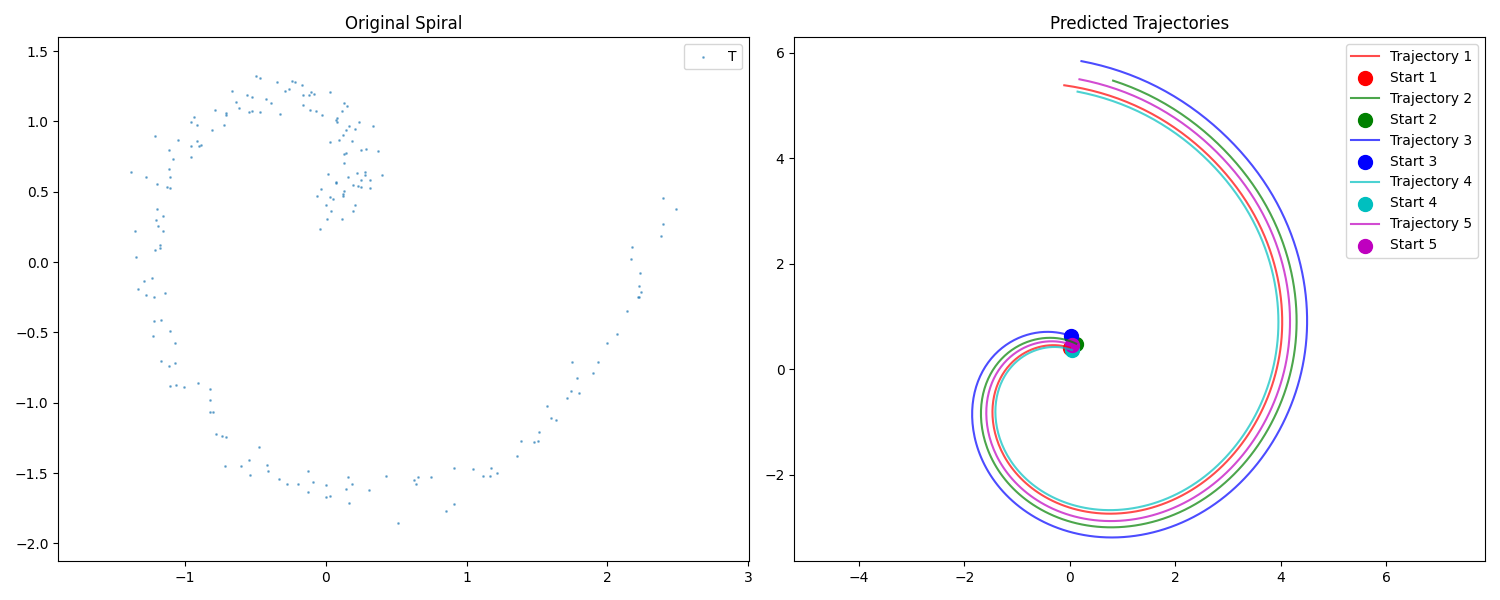 Original Spiral
T
1.5
1.0
0.5
0.0
−0.5
−1.0
−1.5
−2.0
−1
0
1
2
3
Predicted Trajectories
Trajectory 1
Start 1
Trajectory 2
Start 2
Trajectory 3
Start 3
Trajectory 4
Start 4
Trajectory 5
Start 5
6
4
2
0
−2
−4
−2
0
2
4
6